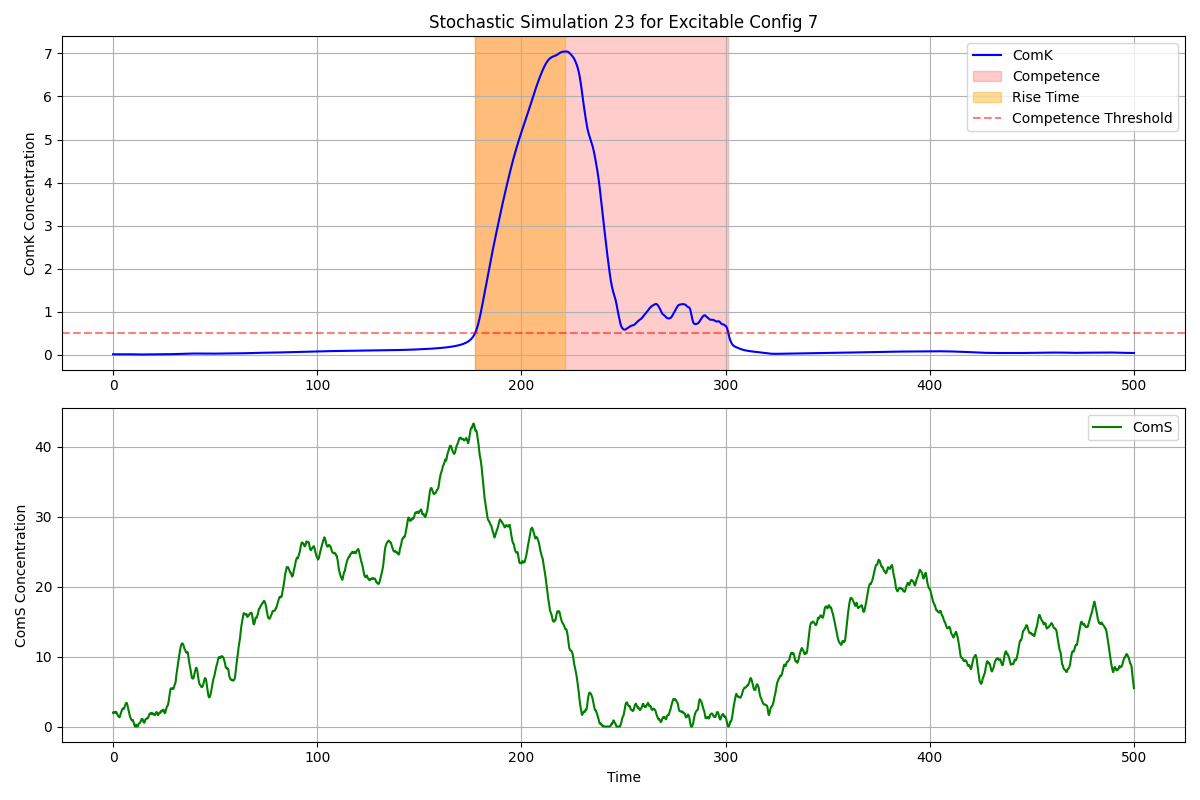 Stochastic Simulation 23 for Excitable Config 7
ComK Concentration
7
6
5
4
3
2
1
0
0 100 200 300 400 500
ComK
Competence
Rise Time
Competence Threshold
ComS Concentration
40
30
20
10
0
0 100 200 300 400 500
ComS
Time